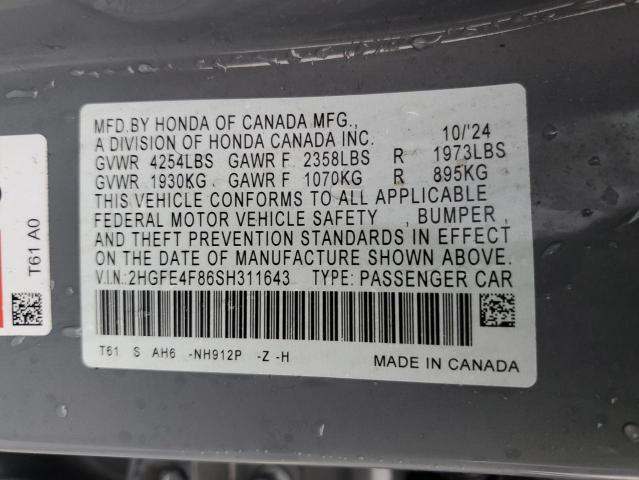 MFD.BY HONDA OF CANADA MFG.,
A DIVISION OF HONDA CANADA INC. 10/'24
GVWR 4254LBS GAWR F 2358LBS R 1973LBS
GVWR 1930KG GAWR F 1070KG R 895KG
THIS VEHICLE CONFORMS TO ALL APPLICABLE
FEDERAL MOTOR VEHICLE SAFETY , BUMPER ,
AND THEFT PREVENTION STANDARDS IN EFFECT
ON THE DATE OF MANUFACTURE SHOWN ABOVE.
V.I.N: 2HGFE4F86SH311643 TYPE: PASSENGER CAR
T61 S AH6 -NH912P -Z -H
MADE IN CANADA
T61 A0